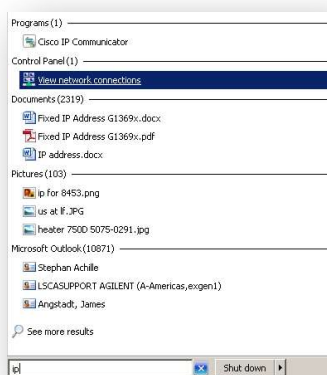 Programs (1)
Cisco IP Communicator
Control Panel (1)
View network connections
Documents (2319)
Fixed IP Address G1369x.docx
Fixed IP Address G1369x.pdf
IP address.docx
Pictures (103)
ip for 8453.png
us at lf.JPG
heater 750D 5075-0291.jpg
Microsoft Outlook (10871)
Stephan Achille
LSCASUPPORT AGILENT (A-Americas,exgen1)
Angstadt, James
See more results
ip
Shut down